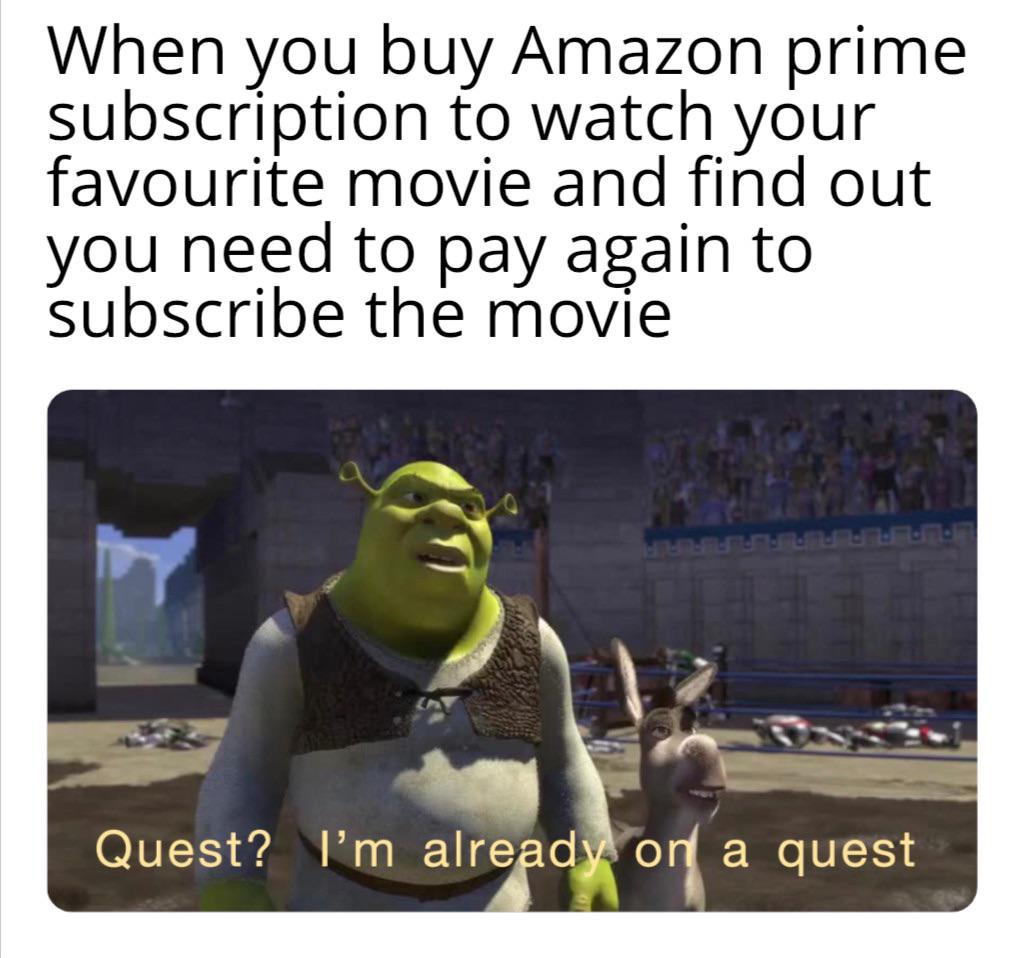 When you buy Amazon prime
subscription to watch your
favourite movie and find out
you need to pay again to
subscribe the movie
Quest? I'm already on a quest